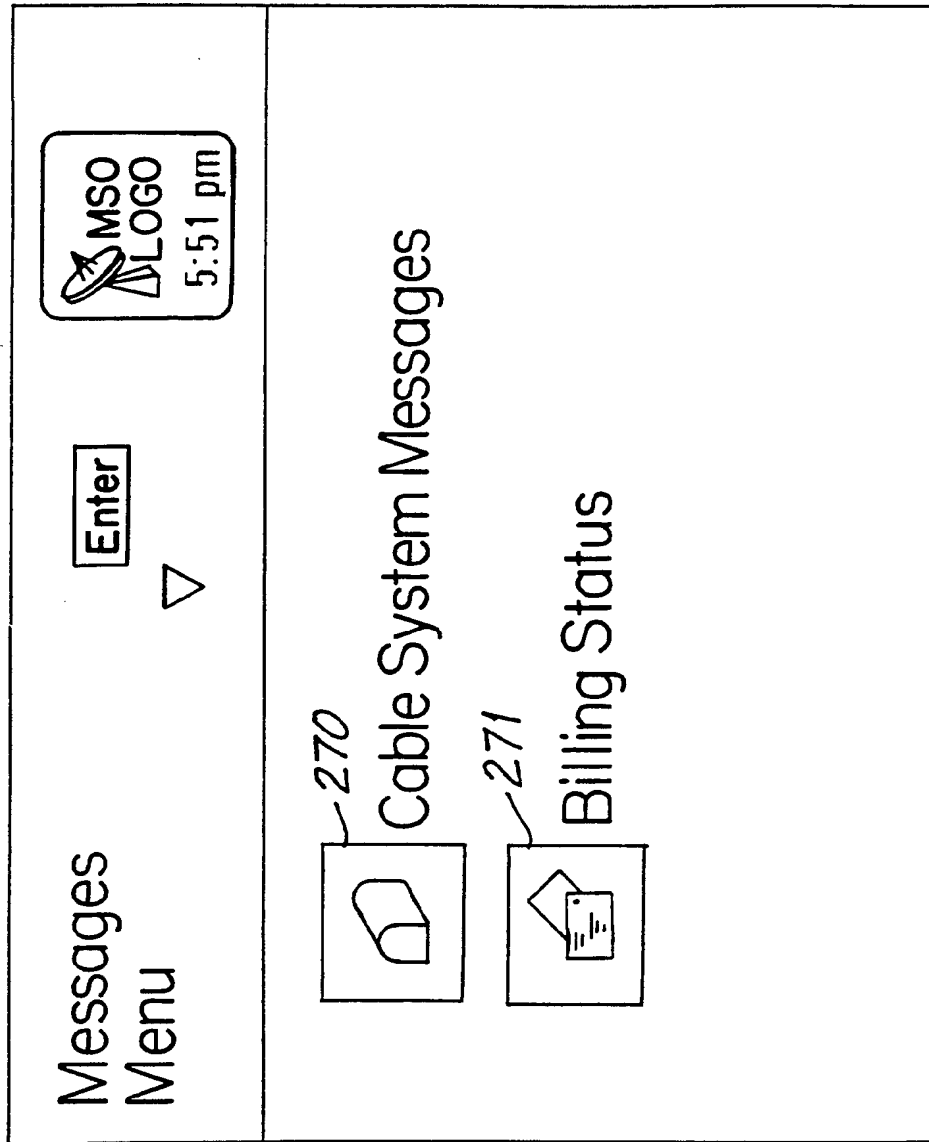 Messages
Menu
Enter
MSO
LOGO
5:51 pm
270
Cable System Messages
271
Billing Status